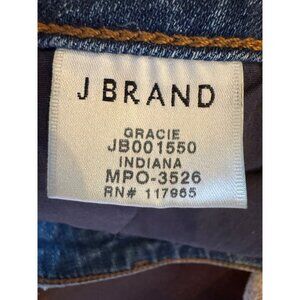 J BRAND
GRACIE
JB001550
INDIANA
MPO-3526
RN# 117965